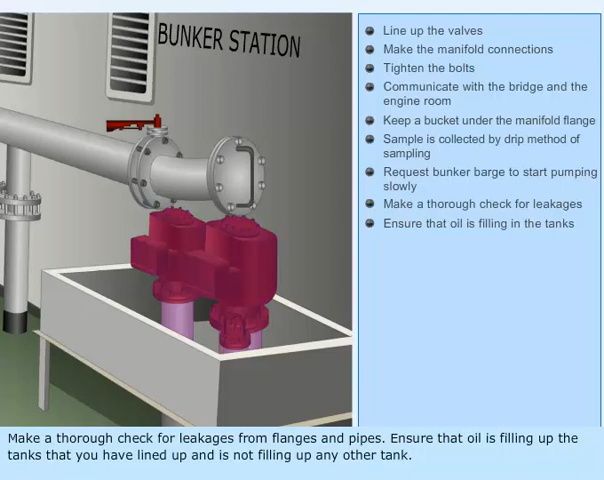 BUNKER STATION
Line up the valves
Make the manifold connections
Tighten the bolts
Communicate with the bridge and the
engine room
Keep a bucket under the manifold flange
Sample is collected by drip method of
sampling
Request bunker barge to start pumping
slowly
Make a thorough check for leakages
Ensure that oil is filling in the tanks
Make a thorough check for leakages from flanges and pipes. Ensure that oil is filling up the
tanks that you have lined up and is not filling up any other tank.